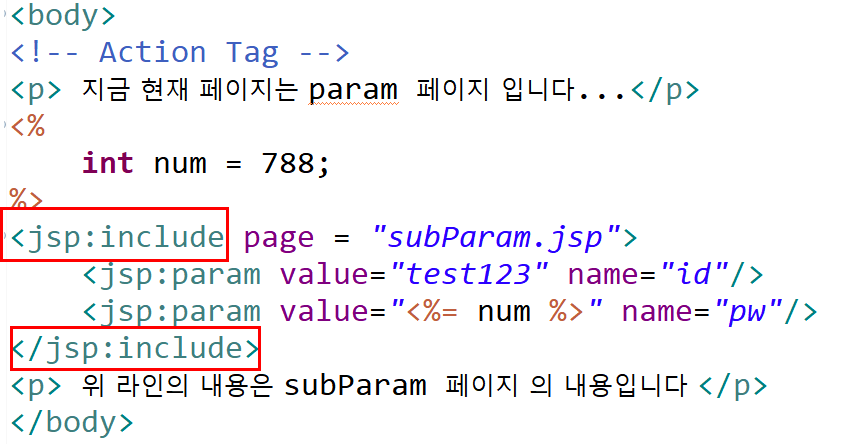 <body>
<!-- Action Tag -->
<p> 지금 현재 페이지는 param 페이지 입니다...</p>
<%
    int num = 788;
%>
<jsp:include page = "subParam.jsp">
    <jsp:param value="test123" name="id"/>
    <jsp:param value="<%= num %>" name="pw"/>
</jsp:include>
<p> 위 라인의 내용은 subParam 페이지 의 내용입니다 </p>
</body>